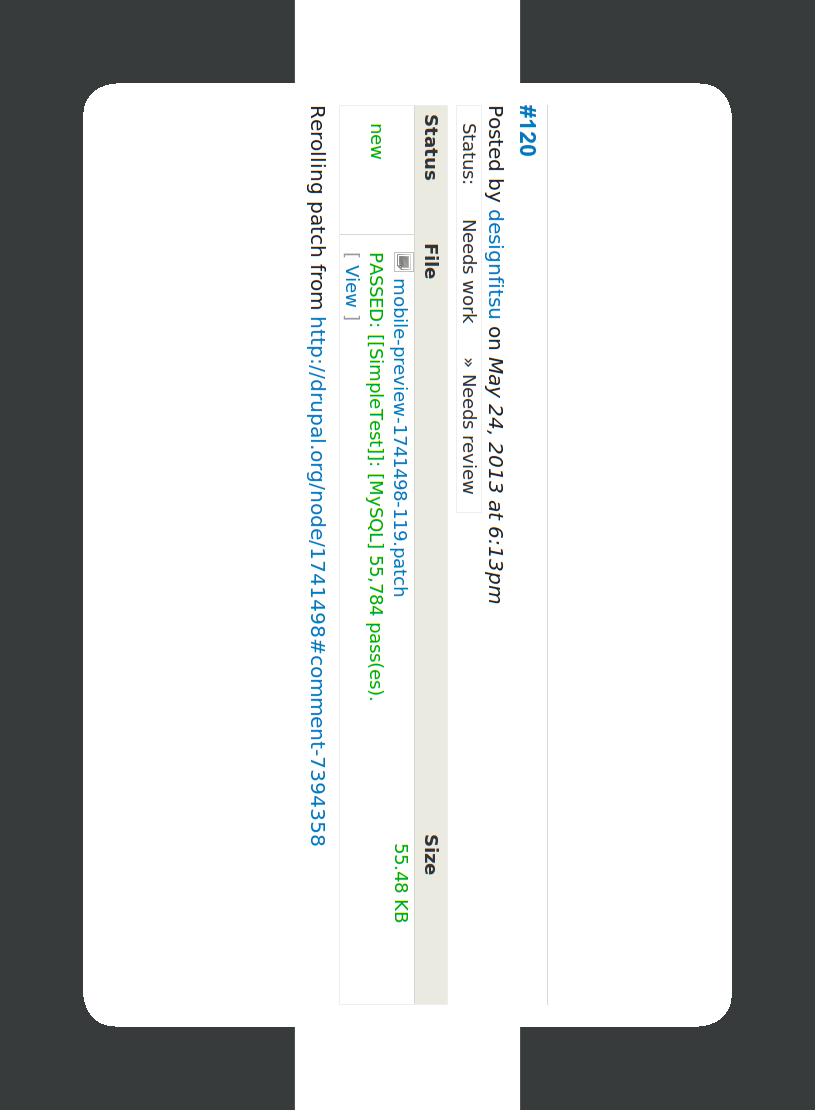 #120
Posted by designfitsu on May 24, 2013 at 6:13pm
Status: Needs work » Needs review
Status File Size
new mobile-preview-1741498-119.patch 55.48 KB
PASSED: [[SimpleTest]]: [MySQL] 55,784 pass(es).
[ View ]
Rerolling patch from http://drupal.org/node/1741498#comment-7394358